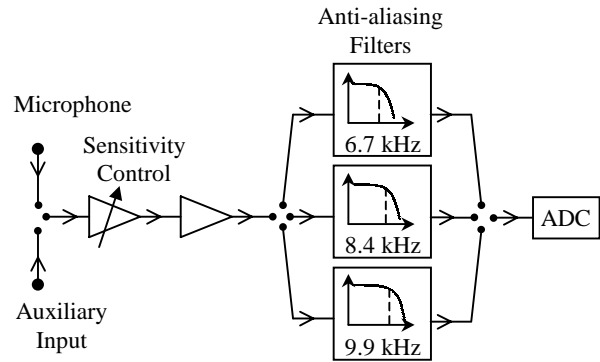 Anti-aliasing
Filters
Microphone
Sensitivity
Control
6.7 kHz
8.4 kHz
ADC
Auxiliary
Input
9.9 kHz